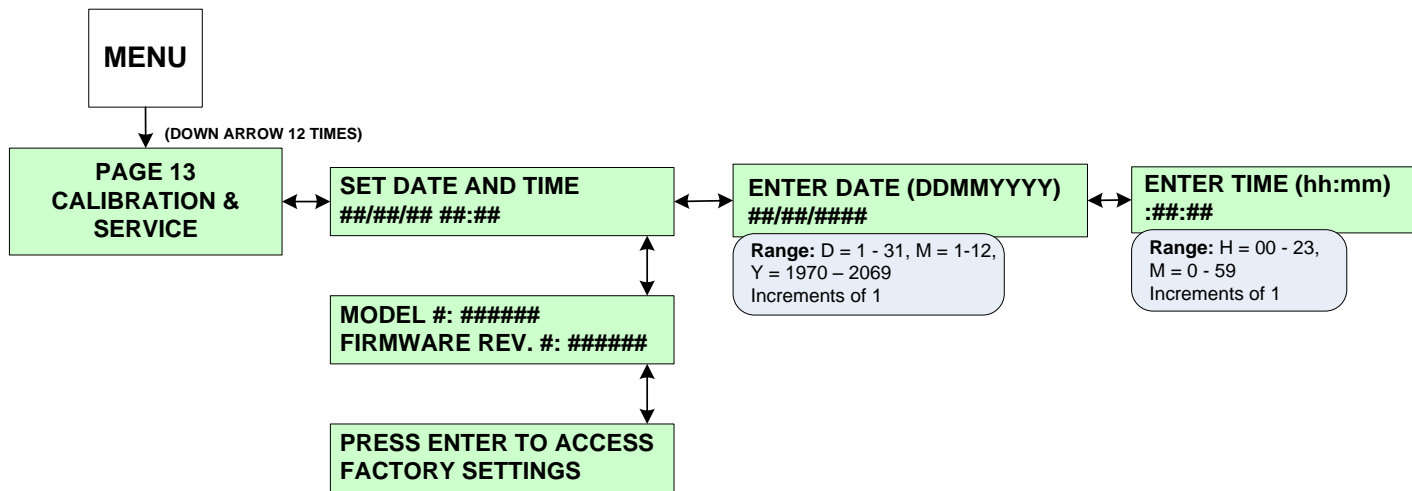 MENU
(DOWN ARROW 12 TIMES)
PAGE 13
CALIBRATION &
SERVICE
SET DATE AND TIME
##/##/## ##:##
ENTER DATE (DDMMYYYY)
##/##/####
Range: D = 1 - 31, M = 1-12,
Y = 1970 – 2069
Increments of 1
ENTER TIME (hh:mm)
:##:##
Range: H = 00 - 23,
M = 0 - 59
Increments of 1
MODEL #: ######
FIRMWARE REV. #: ######
PRESS ENTER TO ACCESS
FACTORY SETTINGS